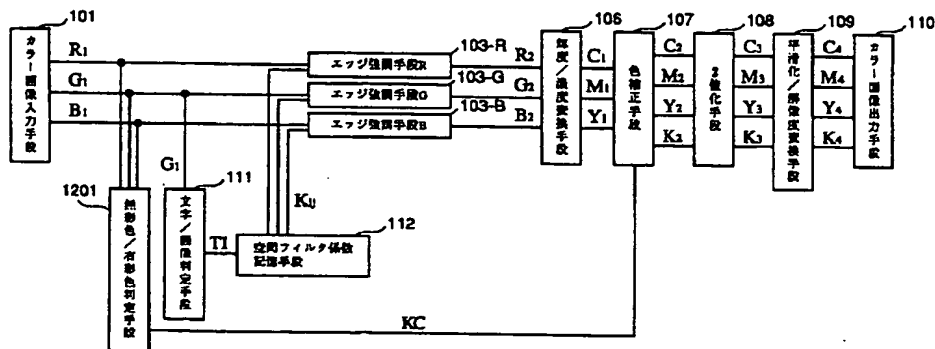 101
カラー画像入力手段
R1
G1
B1
103-R
エッジ強調手段R
103-G
エッジ強調手段G
103-B
エッジ強調手段B
R2
G2
B2
106
輝度/濃度変換手段
C1
M1
Y1
107
色補正手段
C2
M2
Y2
K2
108
2値化手段
C3
M3
Y3
K3
109
平滑化/解像度変換手段
C4
M4
Y4
K4
110
カラー画像出力手段
G1
1201
無彩色/有彩色判定手段
111
文字/画像判定手段
TI
Kij
112
空間フィルタ係数
記憶手段
KC